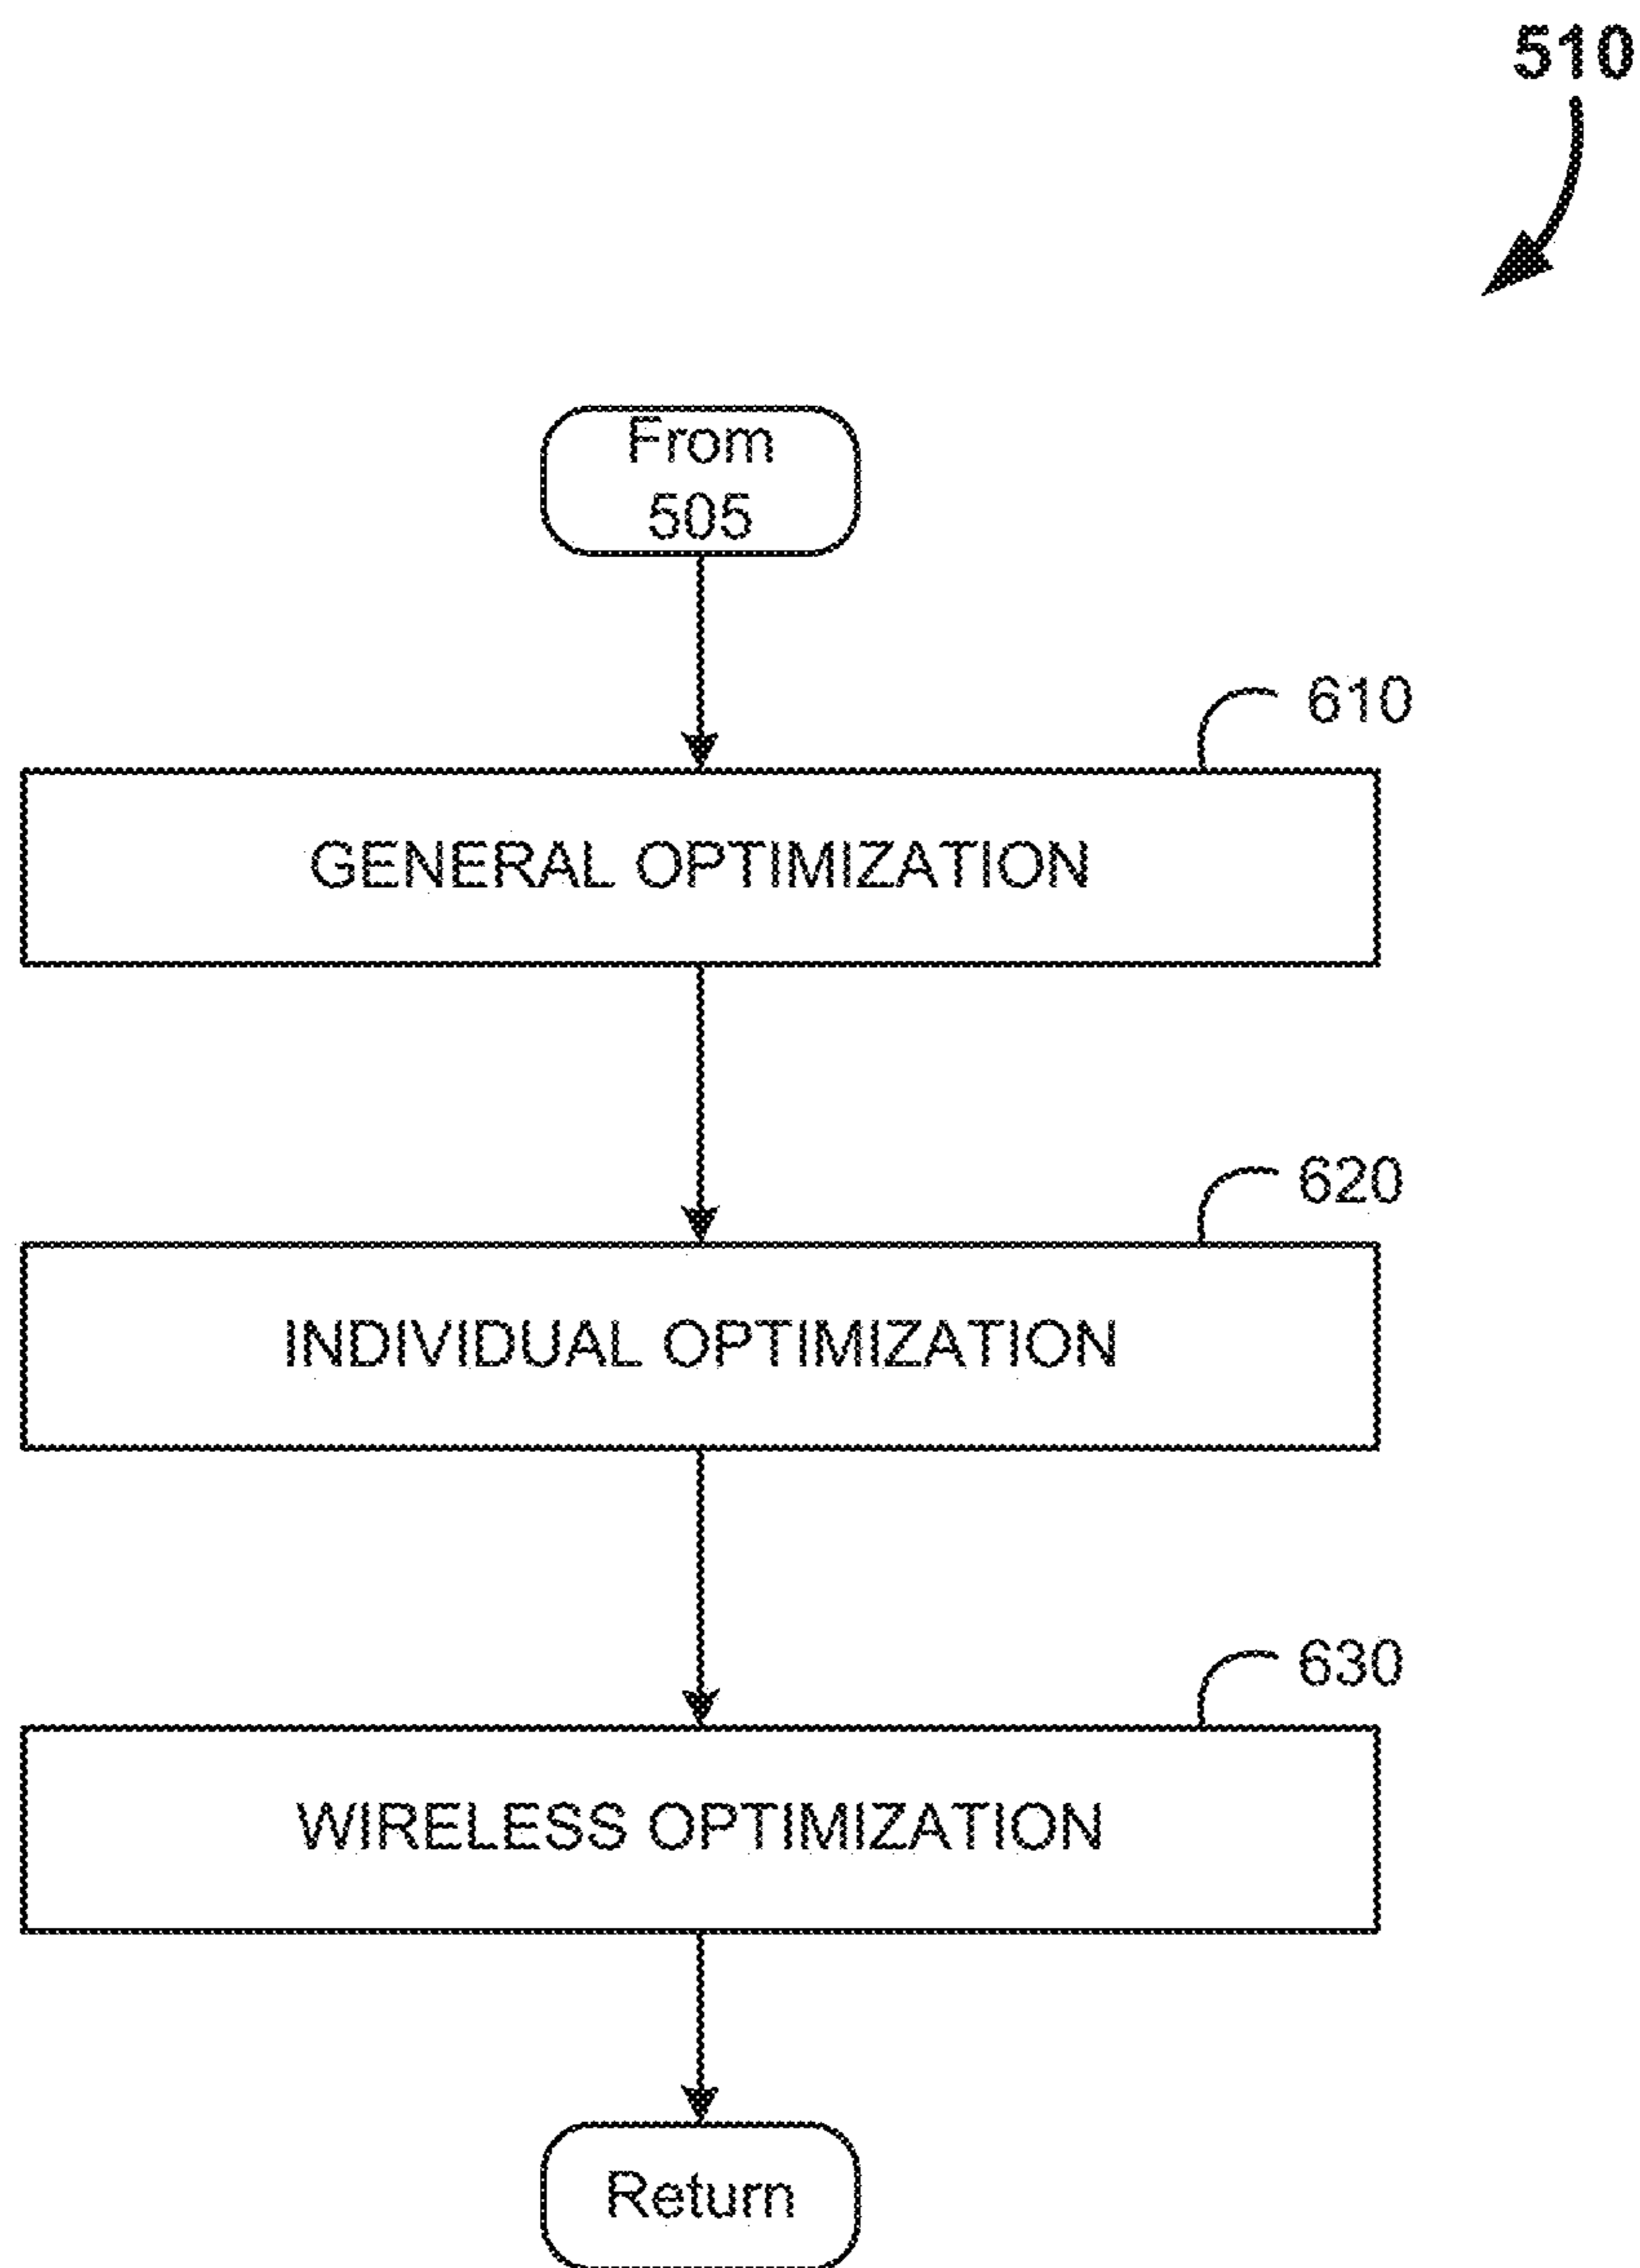 510
From
505
610
GENERAL OPTIMIZATION
620
INDIVIDUAL OPTIMIZATION
630
WIRELESS OPTIMIZATION
Return